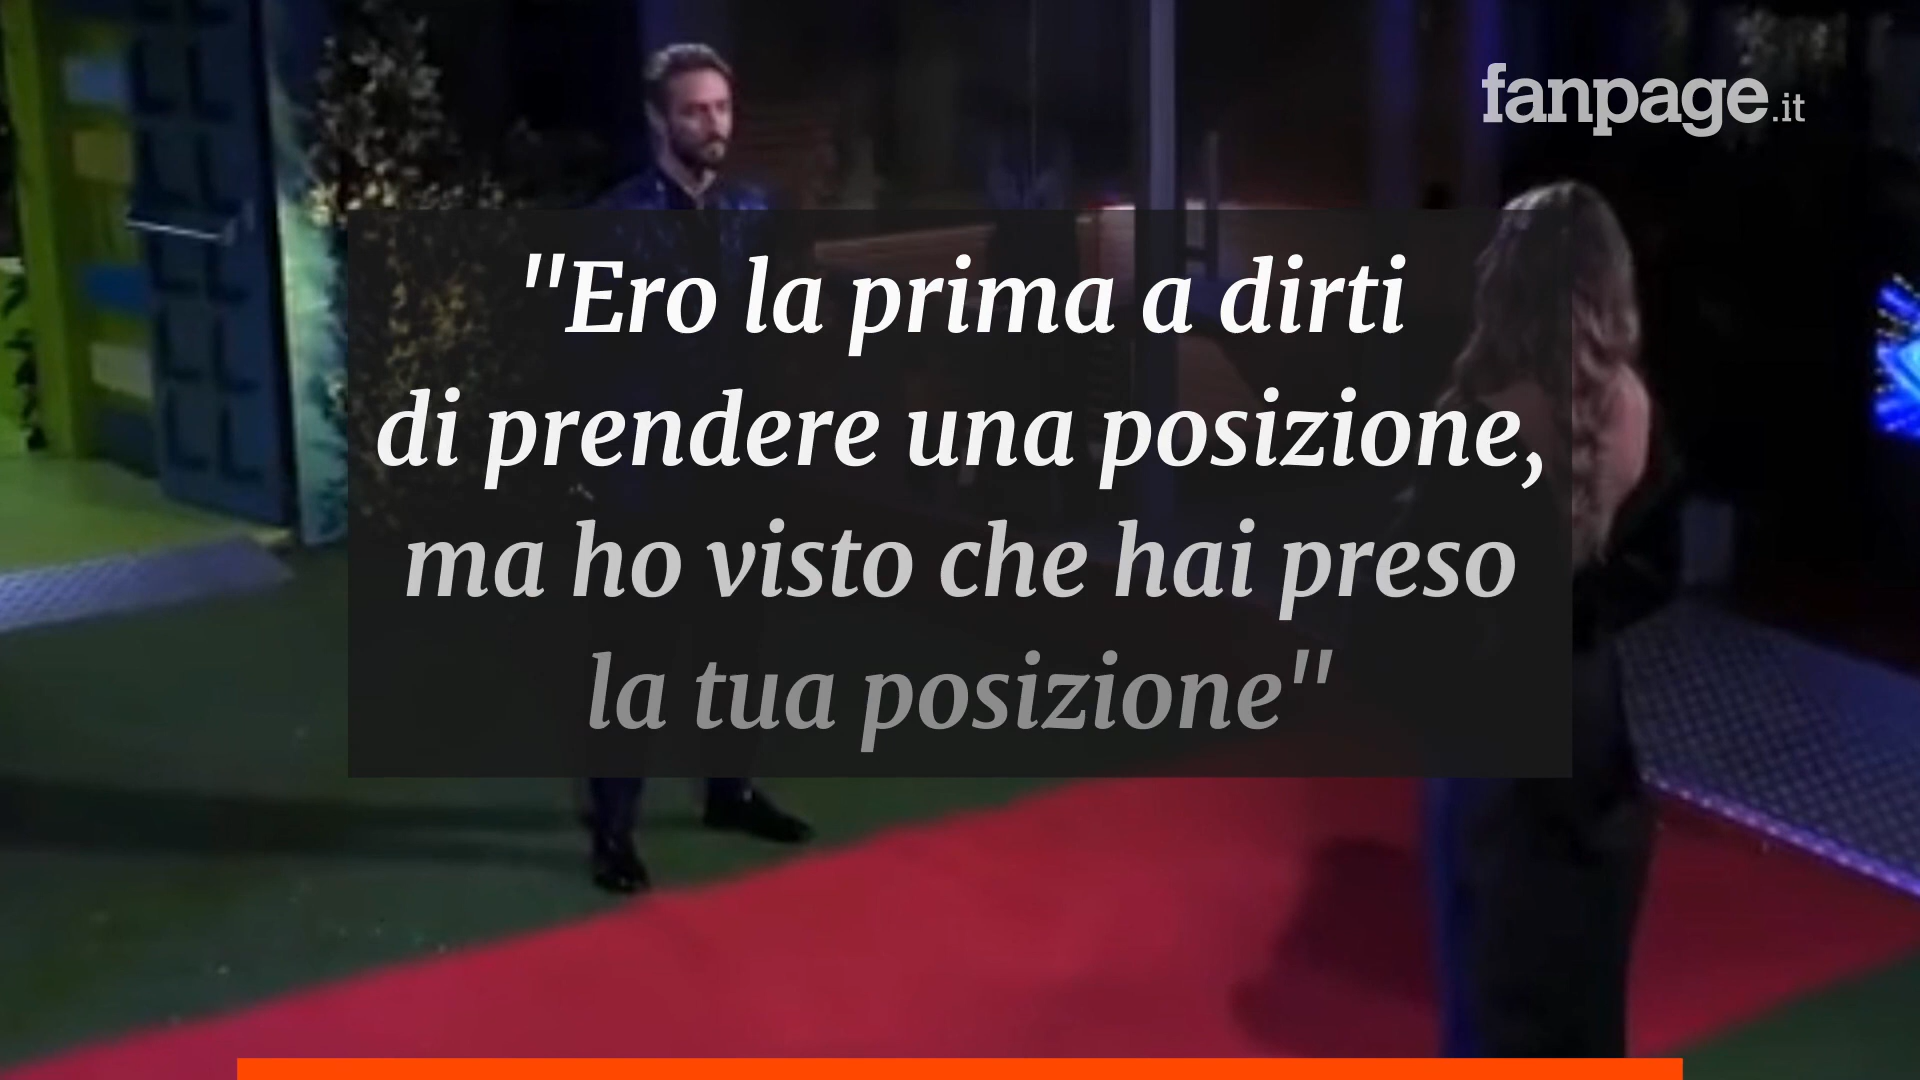 fanpage.it
"Ero la prima a dirti
di prendere una posizione,
ma ho visto che hai preso
la tua posizione"